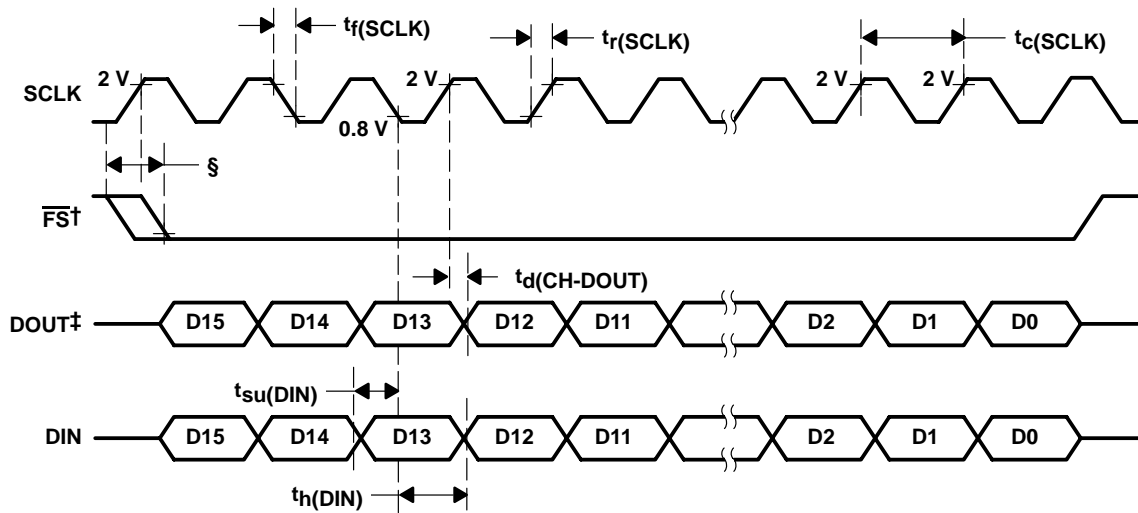 tf(SCLK)
tr(SCLK)
tc(SCLK)
2 V
2 V
2 V
2 V
SCLK
0.8 V
§
FS†
td(CH-DOUT)
DOUT‡
D15
D14
D13
D12
D11
D2
D1
D0
tsu(DIN)
DIN
D15
D14
D13
D12
D11
D2
D1
D0
th(DIN)